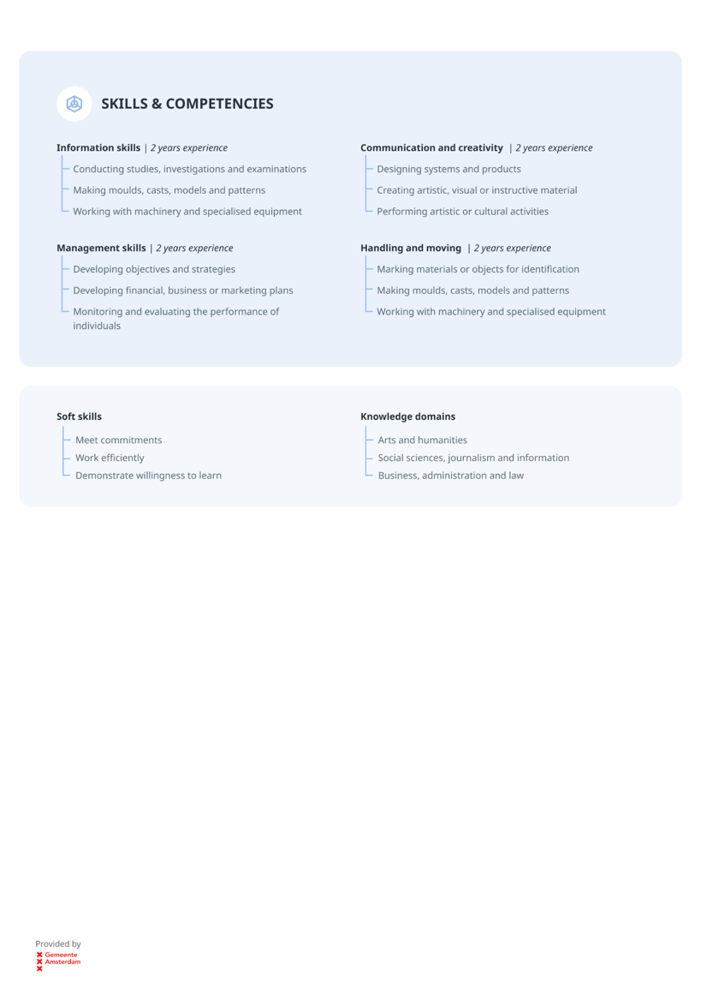 SKILLS & COMPETENCIES
Information skills | 2 years experience
Conducting studies, investigations and examinations
Making moulds, casts, models and patterns
Working with machinery and specialised equipment
Communication and creativity | 2 years experience
Designing systems and products
Creating artistic, visual or instructive material
Performing artistic or cultural activities
Management skills | 2 years experience
Developing objectives and strategies
Developing financial, business or marketing plans
Monitoring and evaluating the performance of
individuals
Handling and moving | 2 years experience
Marking materials or objects for identification
Making moulds, casts, models and patterns
Working with machinery and specialised equipment
Soft skills
Meet commitments
Work efficiently
Demonstrate willingness to learn
Knowledge domains
Arts and humanities
Social sciences, journalism and information
Business, administration and law
Provided by
Gemeente
Amsterdam